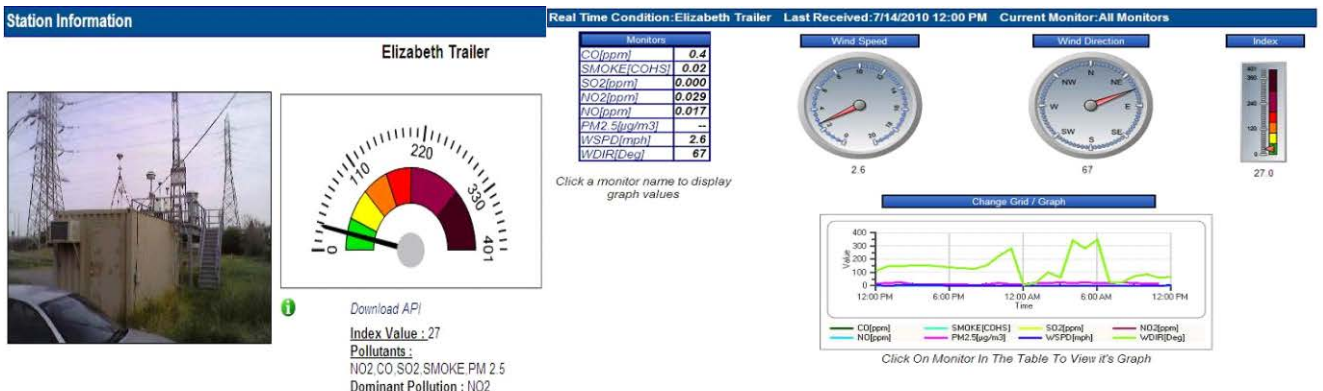 Station Information
Elizabeth Trailer
0
110
220
330
401
Download API
Index Value : 27
Pollutants :
NO2,CO,SO2,SMOKE,PM 2.5
Dominant Pollution : NO2
Real Time Condition:Elizabeth Trailer Last Received:7/14/2010 12:00 PM Current Monitor:All Monitors
Monitors
CO[ppm] 0.4
SMOKE[COHS] 0.02
SO2[ppm] 0.000
NO2[ppm] 0.029
NO[ppm] 0.017
PM2.5[µg/m3] --
WSPD[mph] 2.6
WDIR[Deg] 67
Click a monitor name to display
graph values
Wind Speed
2.6
Wind Direction
N
NW NE
W E
SW SE
S
67
Index
401
360
240
120
0
27.0
Change Grid / Graph
400
300
200
100
0
Value
12:00 PM 6:00 PM 12:00 AM 6:00 AM 12:00 PM
Time
CO[ppm] SMOKE[COHS] SO2[ppm] NO2[ppm]
NO[ppm] PM2.5[µg/m3] WSPD[mph] WDIR[Deg]
Click On Monitor In The Table To View it's Graph